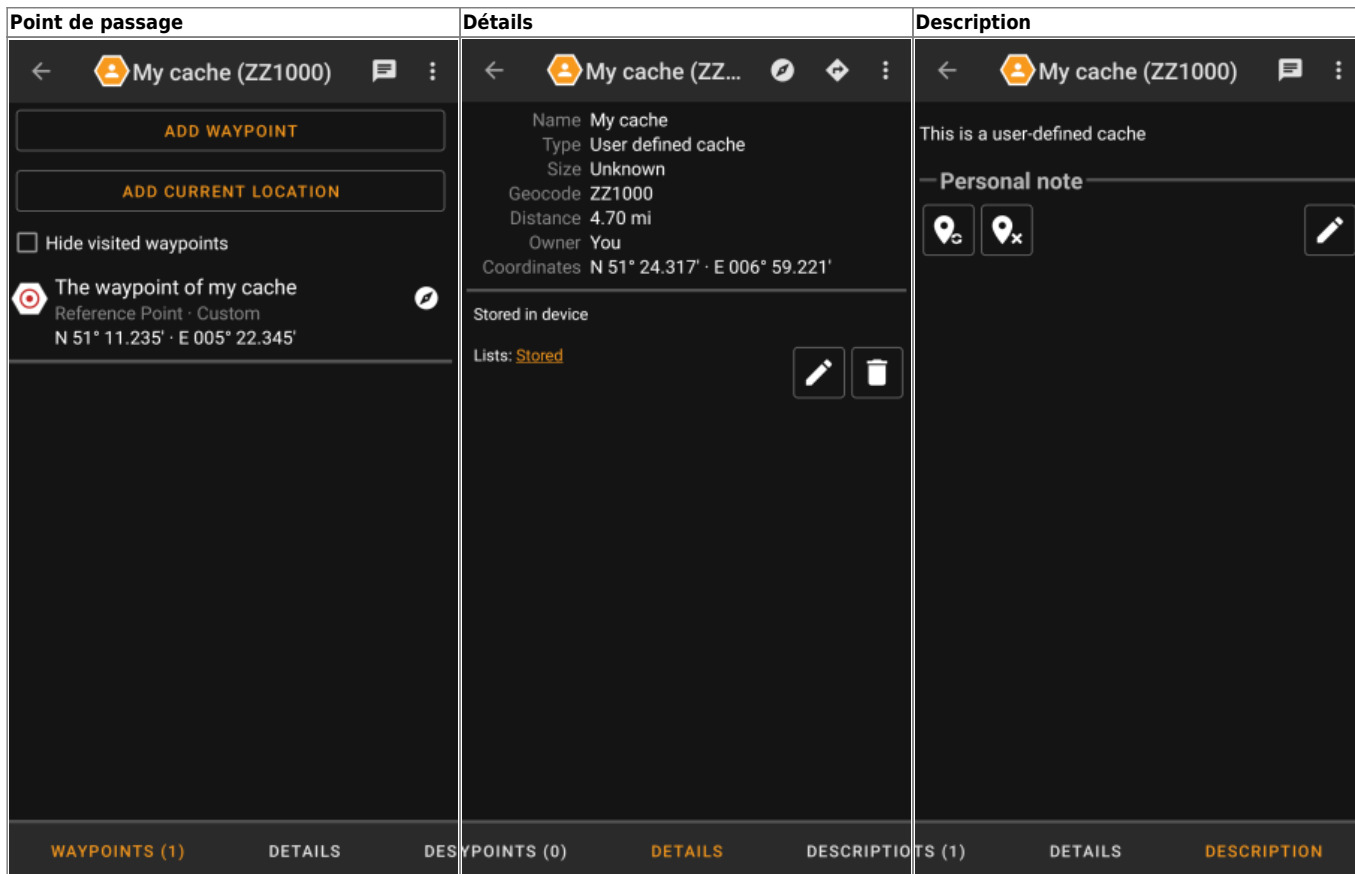 Point de passage
My cache (ZZ1000)
ADD WAYPOINT
ADD CURRENT LOCATION
Hide visited waypoints
The waypoint of my cache
Reference Point · Custom
N 51° 11.235' · E 005° 22.345'
WAYPOINTS (1) DETAILS DES
Détails
My cache (ZZ...
Name My cache
Type User defined cache
Size Unknown
Geocode ZZ1000
Distance 4.70 mi
Owner You
Coordinates N 51° 24.317' · E 006° 59.221'
Stored in device
Lists: Stored
YPOINTS (0) DETAILS DESCRIPTIO
Description
My cache (ZZ1000)
This is a user-defined cache
Personal note
TS (1) DETAILS DESCRIPTION